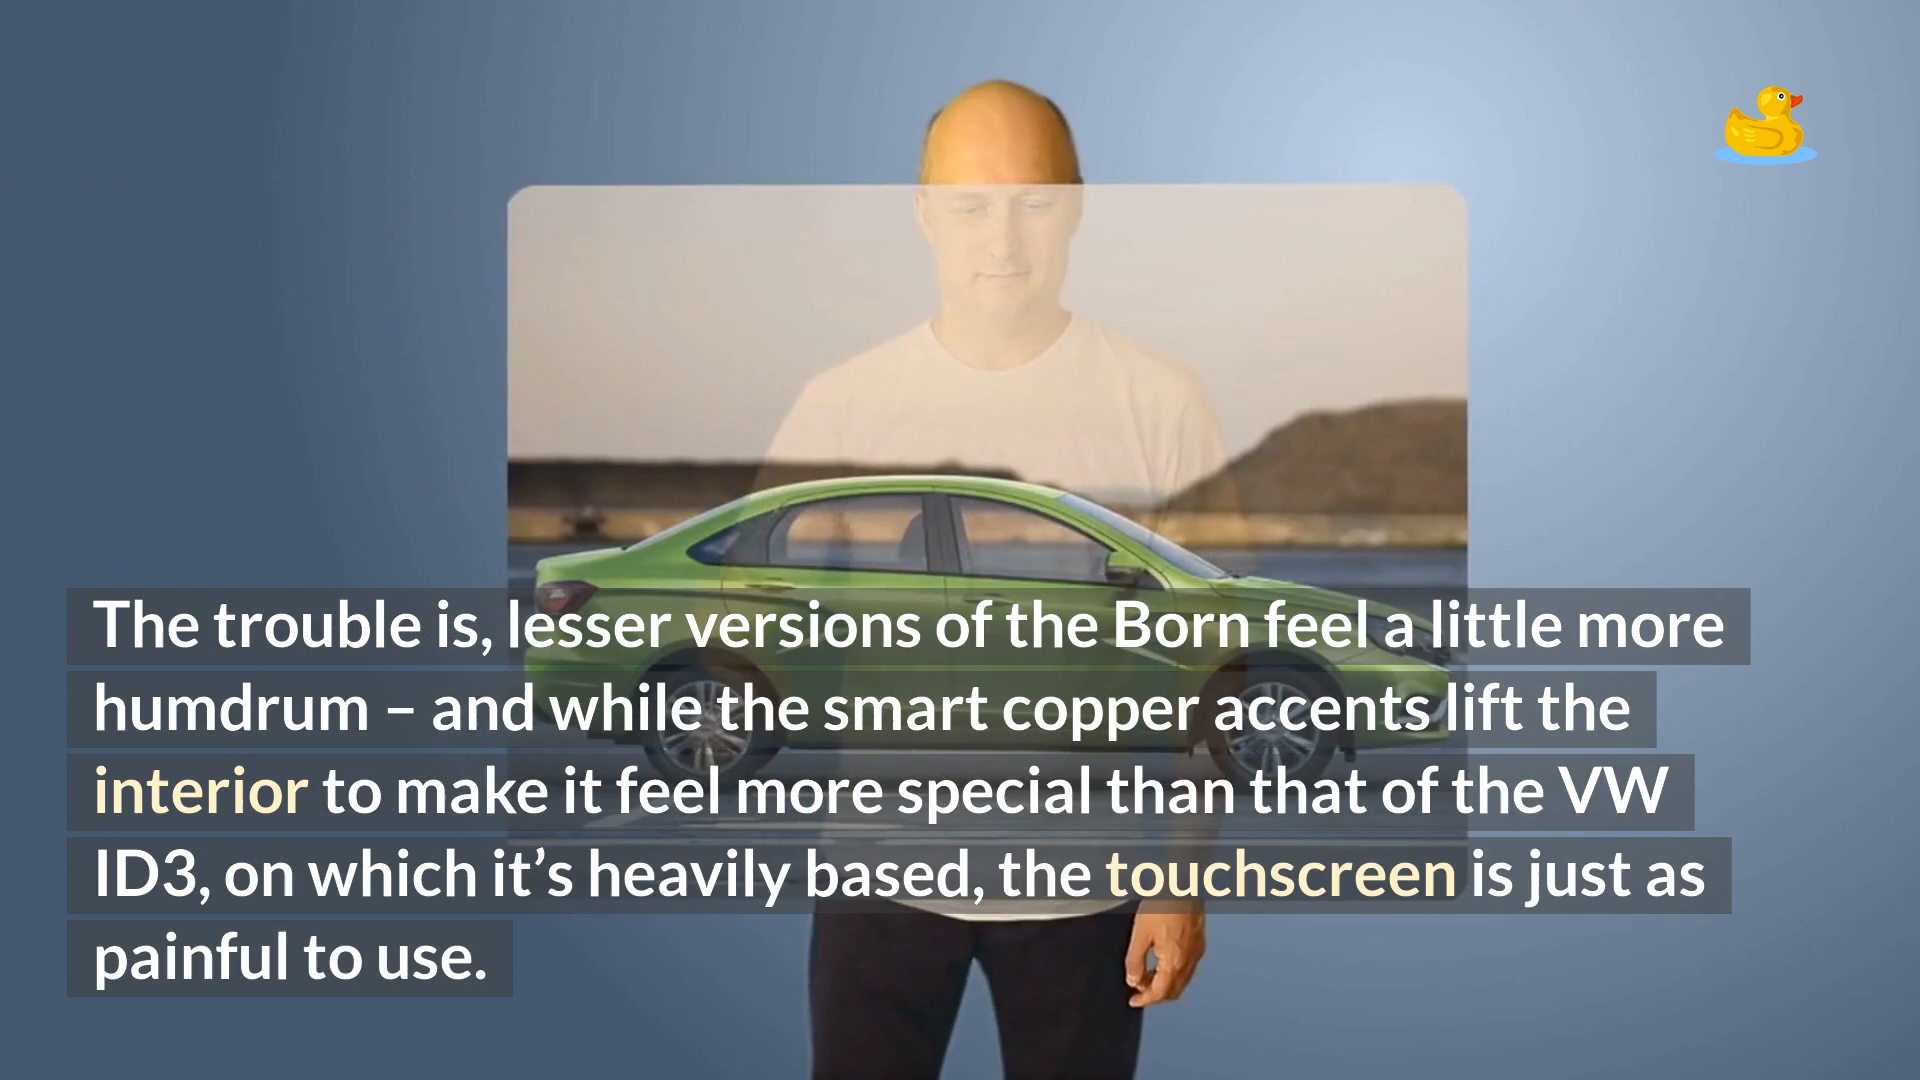 The trouble is, lesser versions of the Born feel a little more
humdrum – and while the smart copper accents lift the
interior to make it feel more special than that of the VW
ID3, on which it’s heavily based, the touchscreen is just as
painful to use.